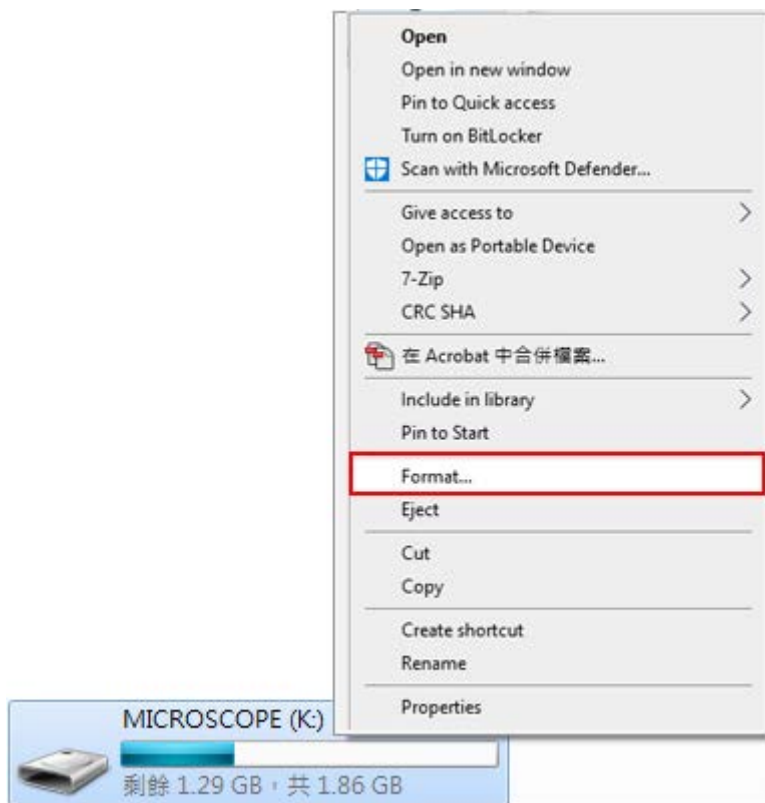 Open
Open in new window
Pin to Quick access
Turn on BitLocker
Scan with Microsoft Defender...
Give access to
Open as Portable Device
7-Zip
CRC SHA
在 Acrobat 中合併檔案...
Include in library
Pin to Start
Format...
Eject
Cut
Copy
Create shortcut
Rename
Properties
MICROSCOPE (K:)
剩餘 1.29 GB，共 1.86 GB